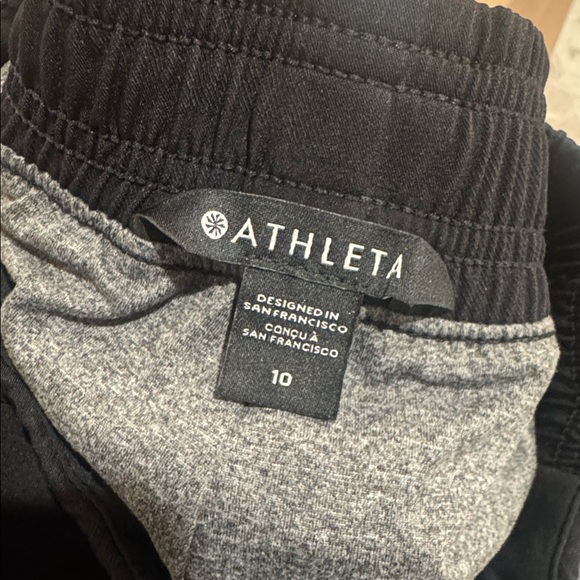 ATHLETA
DESIGNED IN
SAN FRANCISCO
CONÇU À
SAN FRANCISCO
10